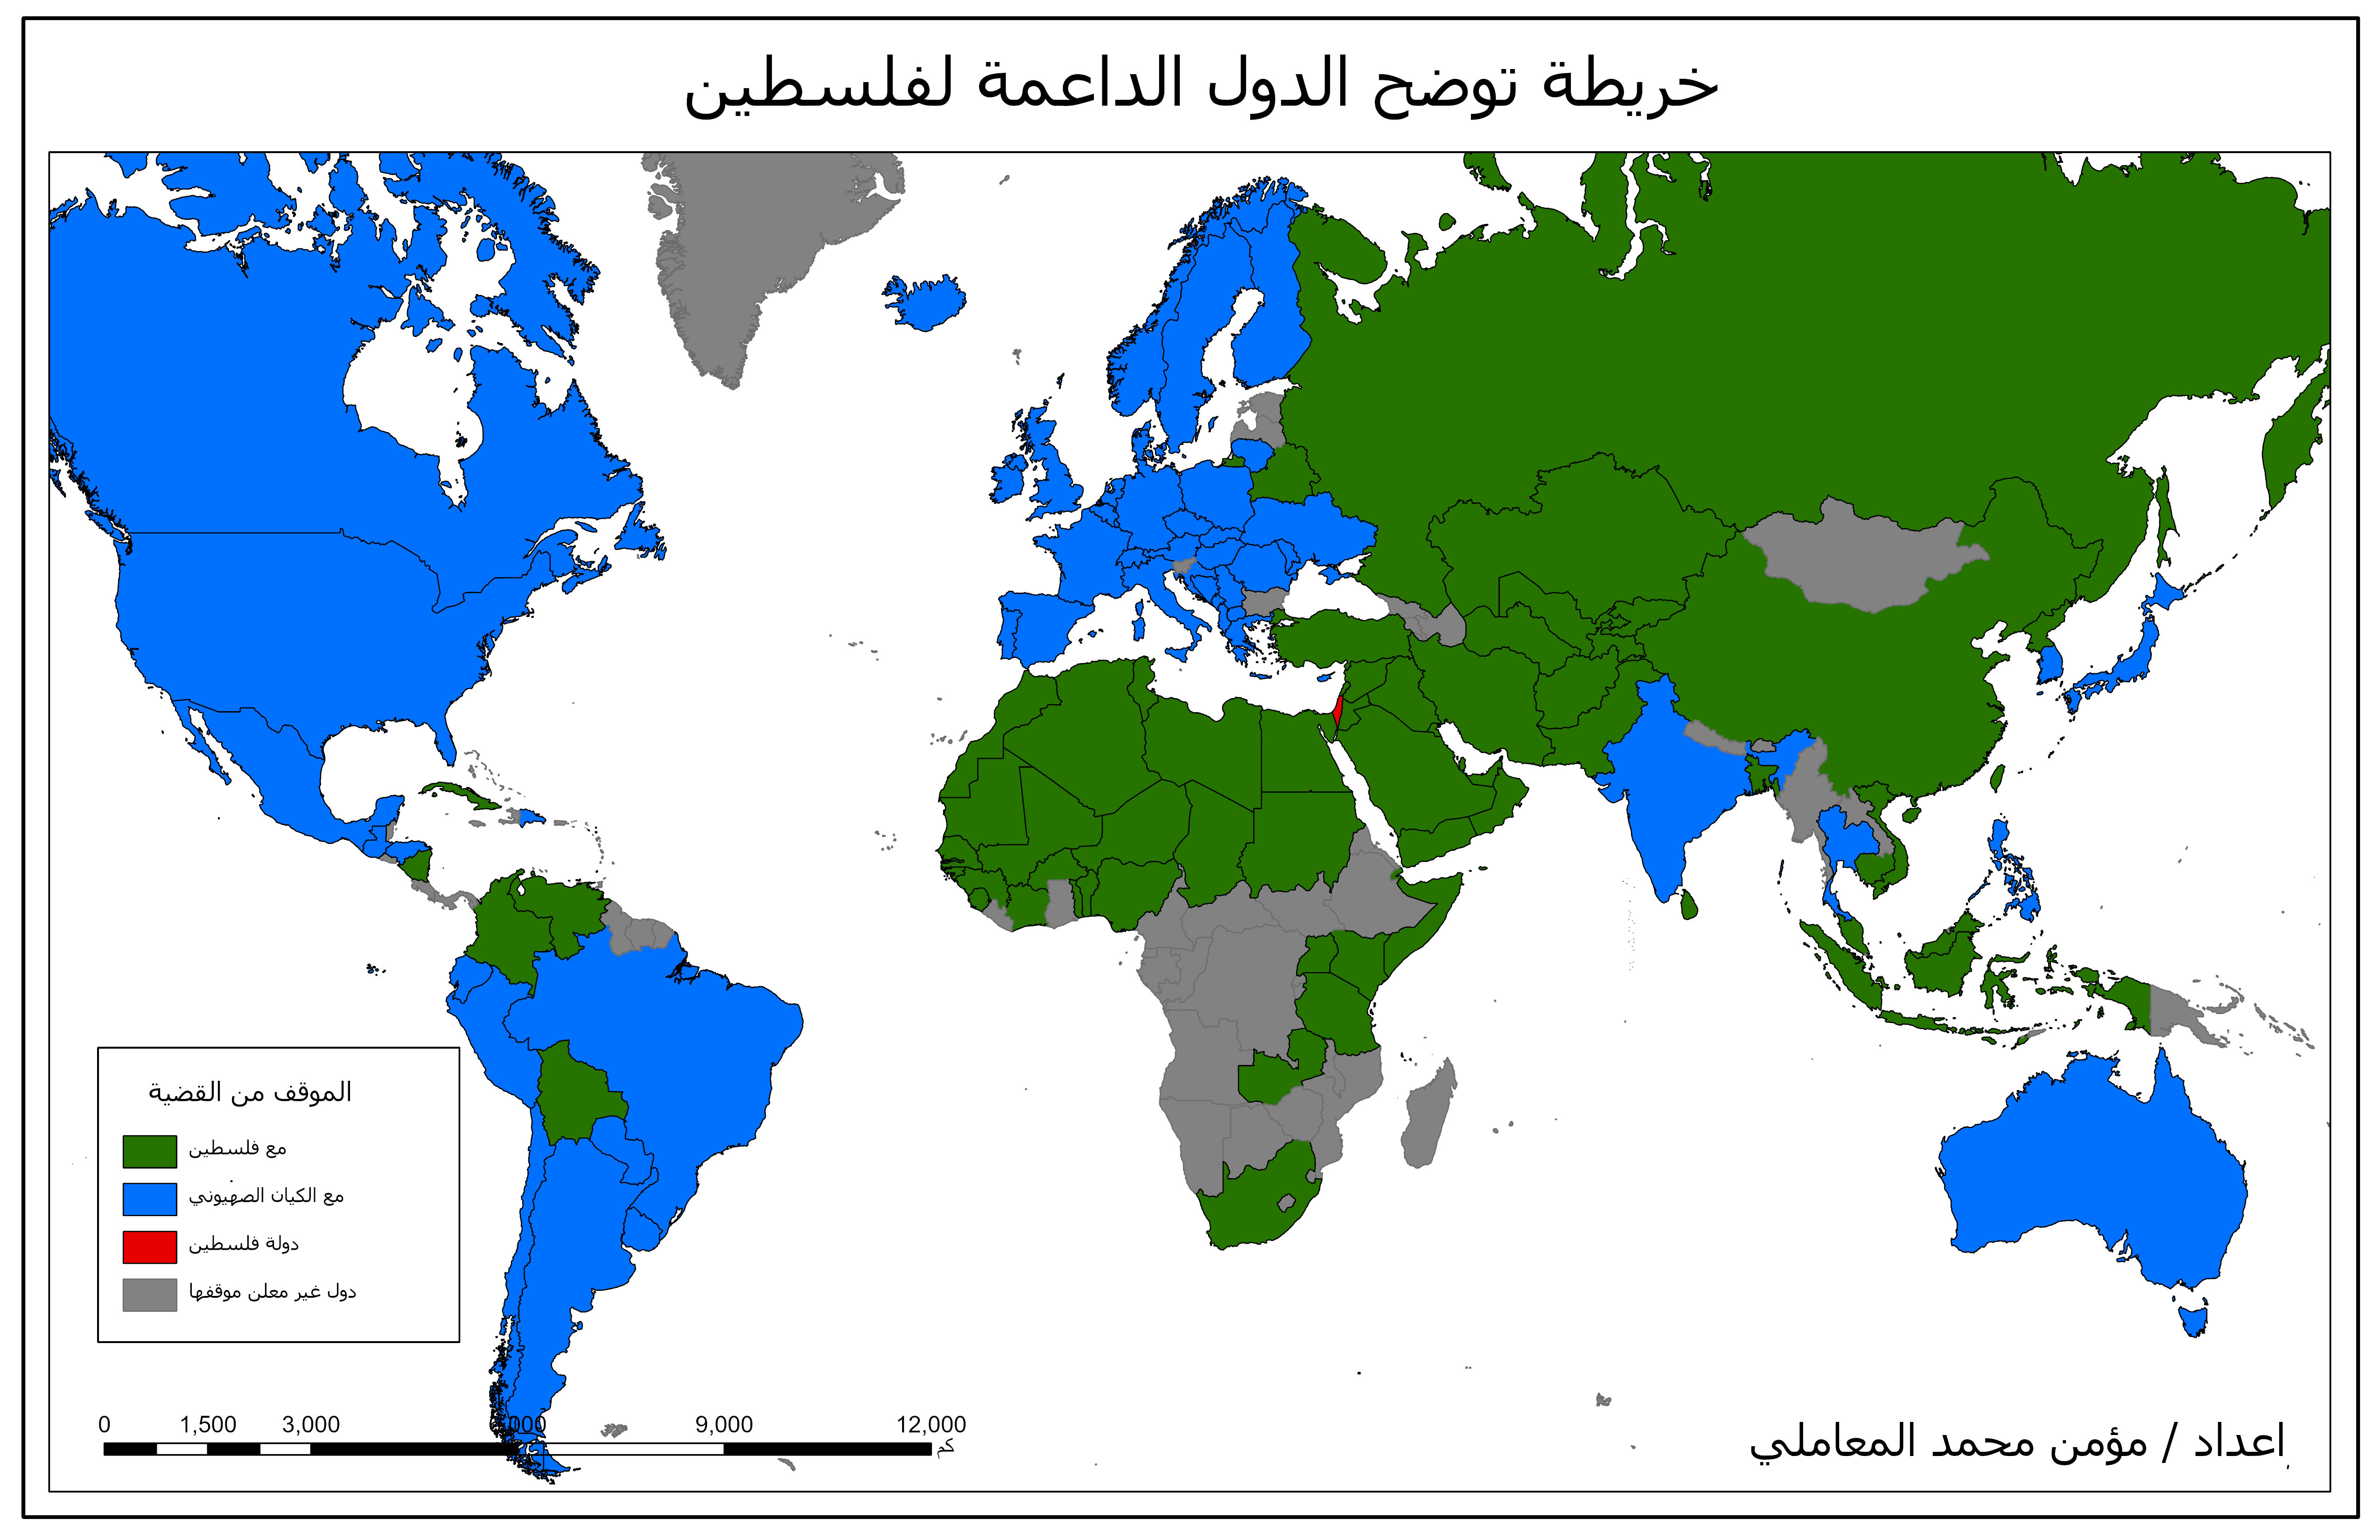 خريطة توضح الدول الداعمة لفلسطين
الموقف من القضية
مع فلسطين
مع الكيان الصهيوني
دولة فلسطين
دول غير معلن موقفها
0 1,500 3,000 6,000 9,000 12,000
كم
اعداد / مؤمن محمد المعاملي